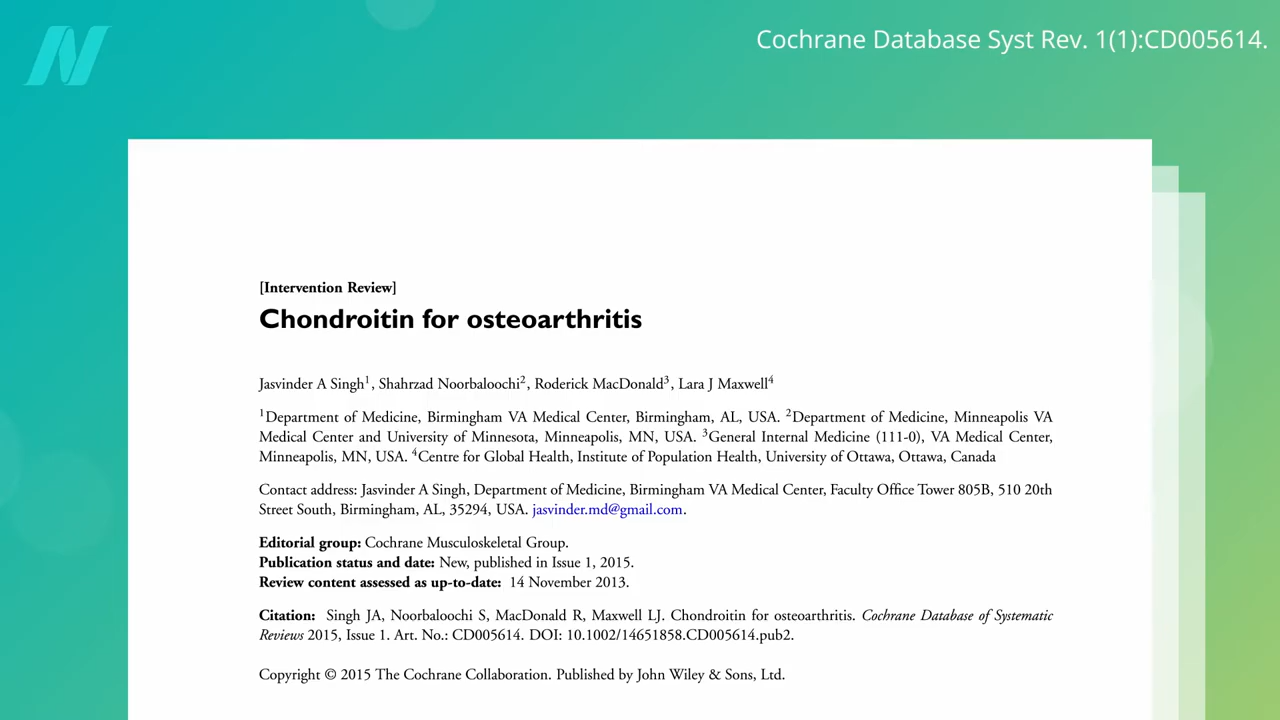 Cochrane Database Syst Rev. 1(1):CD005614.
[Intervention Review]
Chondroitin for osteoarthritis
Jasvinder A Singh1, Shahrzad Noorbaloochi2, Roderick MacDonald3, Lara J Maxwell4
1Department of Medicine, Birmingham VA Medical Center, Birmingham, AL, USA. 2Department of Medicine, Minneapolis VA
Medical Center and University of Minnesota, Minneapolis, MN, USA. 3General Internal Medicine (111-0), VA Medical Center,
Minneapolis, MN, USA. 4Centre for Global Health, Institute of Population Health, University of Ottawa, Ottawa, Canada
Contact address: Jasvinder A Singh, Department of Medicine, Birmingham VA Medical Center, Faculty Office Tower 805B, 510 20th
Street South, Birmingham, AL, 35294, USA. jasvinder.md@gmail.com.
Editorial group: Cochrane Musculoskeletal Group.
Publication status and date: New, published in Issue 1, 2015.
Review content assessed as up-to-date: 14 November 2013.
Citation: Singh JA, Noorbaloochi S, MacDonald R, Maxwell LJ. Chondroitin for osteoarthritis. Cochrane Database of Systematic
Reviews 2015, Issue 1. Art. No.: CD005614. DOI: 10.1002/14651858.CD005614.pub2.
Copyright © 2015 The Cochrane Collaboration. Published by John Wiley & Sons, Ltd.